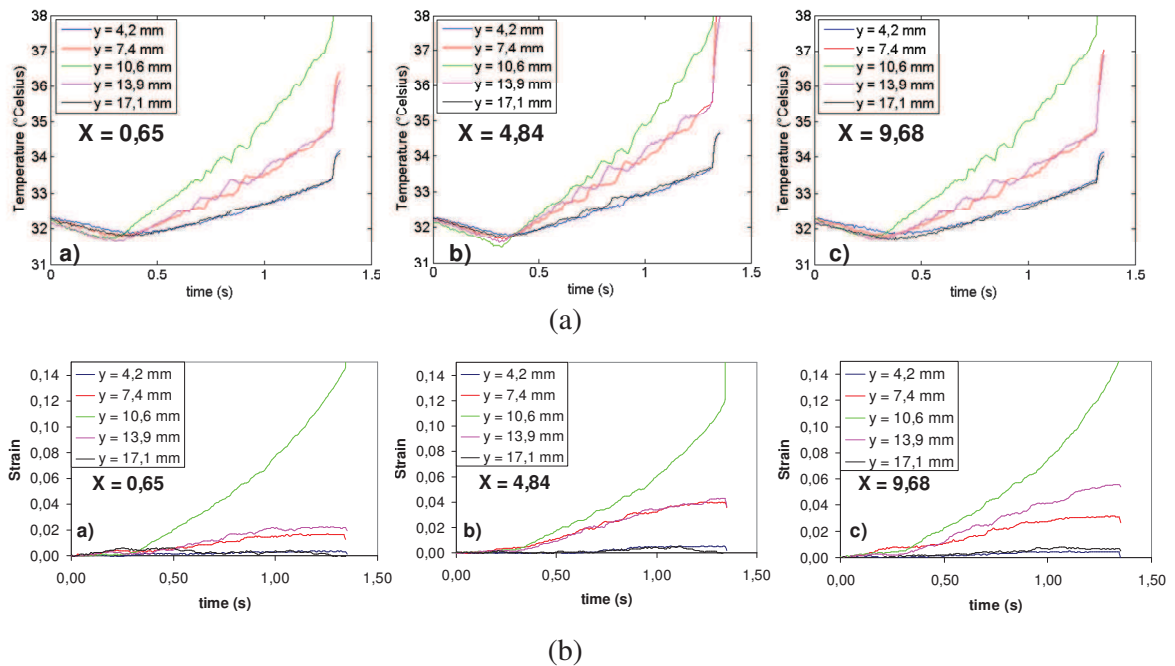 38
37
36
35
34
33
32
31
Temperature (°Celsius)
y = 4,2 mm
y = 7,4 mm
y = 10,6 mm
y = 13,9 mm
y = 17,1 mm
X = 0,65
a)
0 0.5 1 1.5
time (s)
38
37
36
35
34
33
32
31
Temperature (°Celsius)
y = 4,2 mm
y = 7,4 mm
y = 10,6 mm
y = 13,9 mm
y = 17,1 mm
X = 4,84
b)
0 0.5 1 1.5
time (s)
38
37
36
35
34
33
32
31
Temperature (°Celsius)
y = 4,2 mm
y = 7,4 mm
y = 10,6 mm
y = 13,9 mm
y = 17,1 mm
X = 9,68
c)
0 0.5 1 1.5
time (s)
(a)
0,14
0,12
0,10
0,08
0,06
0,04
0,02
0,00
Strain
y = 4,2 mm
y = 7,4 mm
y = 10,6 mm
y = 13,9 mm
y = 17,1 mm
X = 0,65
a)
0,00 0,50 1,00 1,50
time (s)
0,14
0,12
0,10
0,08
0,06
0,04
0,02
0,00
Strain
y = 4,2 mm
y = 7,4 mm
y = 10,6 mm
y = 13,9 mm
y = 17,1 mm
X = 4,84
b)
0,00 0,50 1,00 1,50
time (s)
0,14
0,12
0,10
0,08
0,06
0,04
0,02
0,00
Strain
y = 4,2 mm
y = 7,4 mm
y = 10,6 mm
y = 13,9 mm
y = 17,1 mm
X = 9,68
c)
0,00 0,50 1,00 1,50
time (s)
(b)